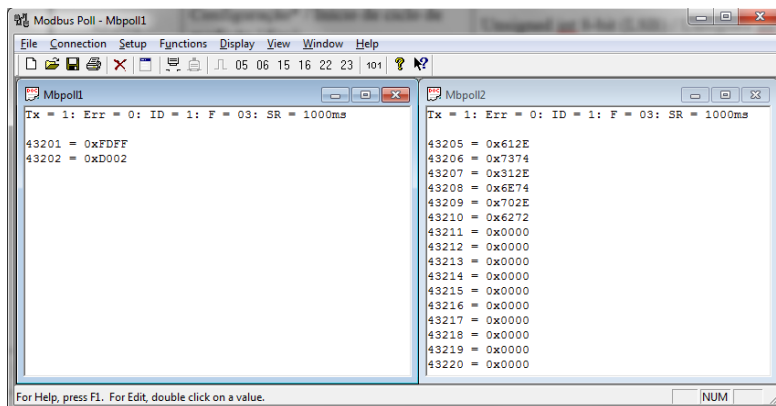 Modbus Poll - Mbpoll1
File Connection Setup Functions Display View Window Help
05 06 15 16 22 23 101
Mbpoll1
Tx = 1: Err = 0: ID = 1: F = 03: SR = 1000ms
43201 = 0xFDFF
43202 = 0xD002
Mbpoll2
Tx = 1: Err = 0: ID = 1: F = 03: SR = 1000ms
43205 = 0x612E
43206 = 0x7374
43207 = 0x312E
43208 = 0x6E74
43209 = 0x702E
43210 = 0x6272
43211 = 0x0000
43212 = 0x0000
43213 = 0x0000
43214 = 0x0000
43215 = 0x0000
43216 = 0x0000
43217 = 0x0000
43218 = 0x0000
43219 = 0x0000
43220 = 0x0000
For Help, press F1. For Edit, double click on a value.
NUM